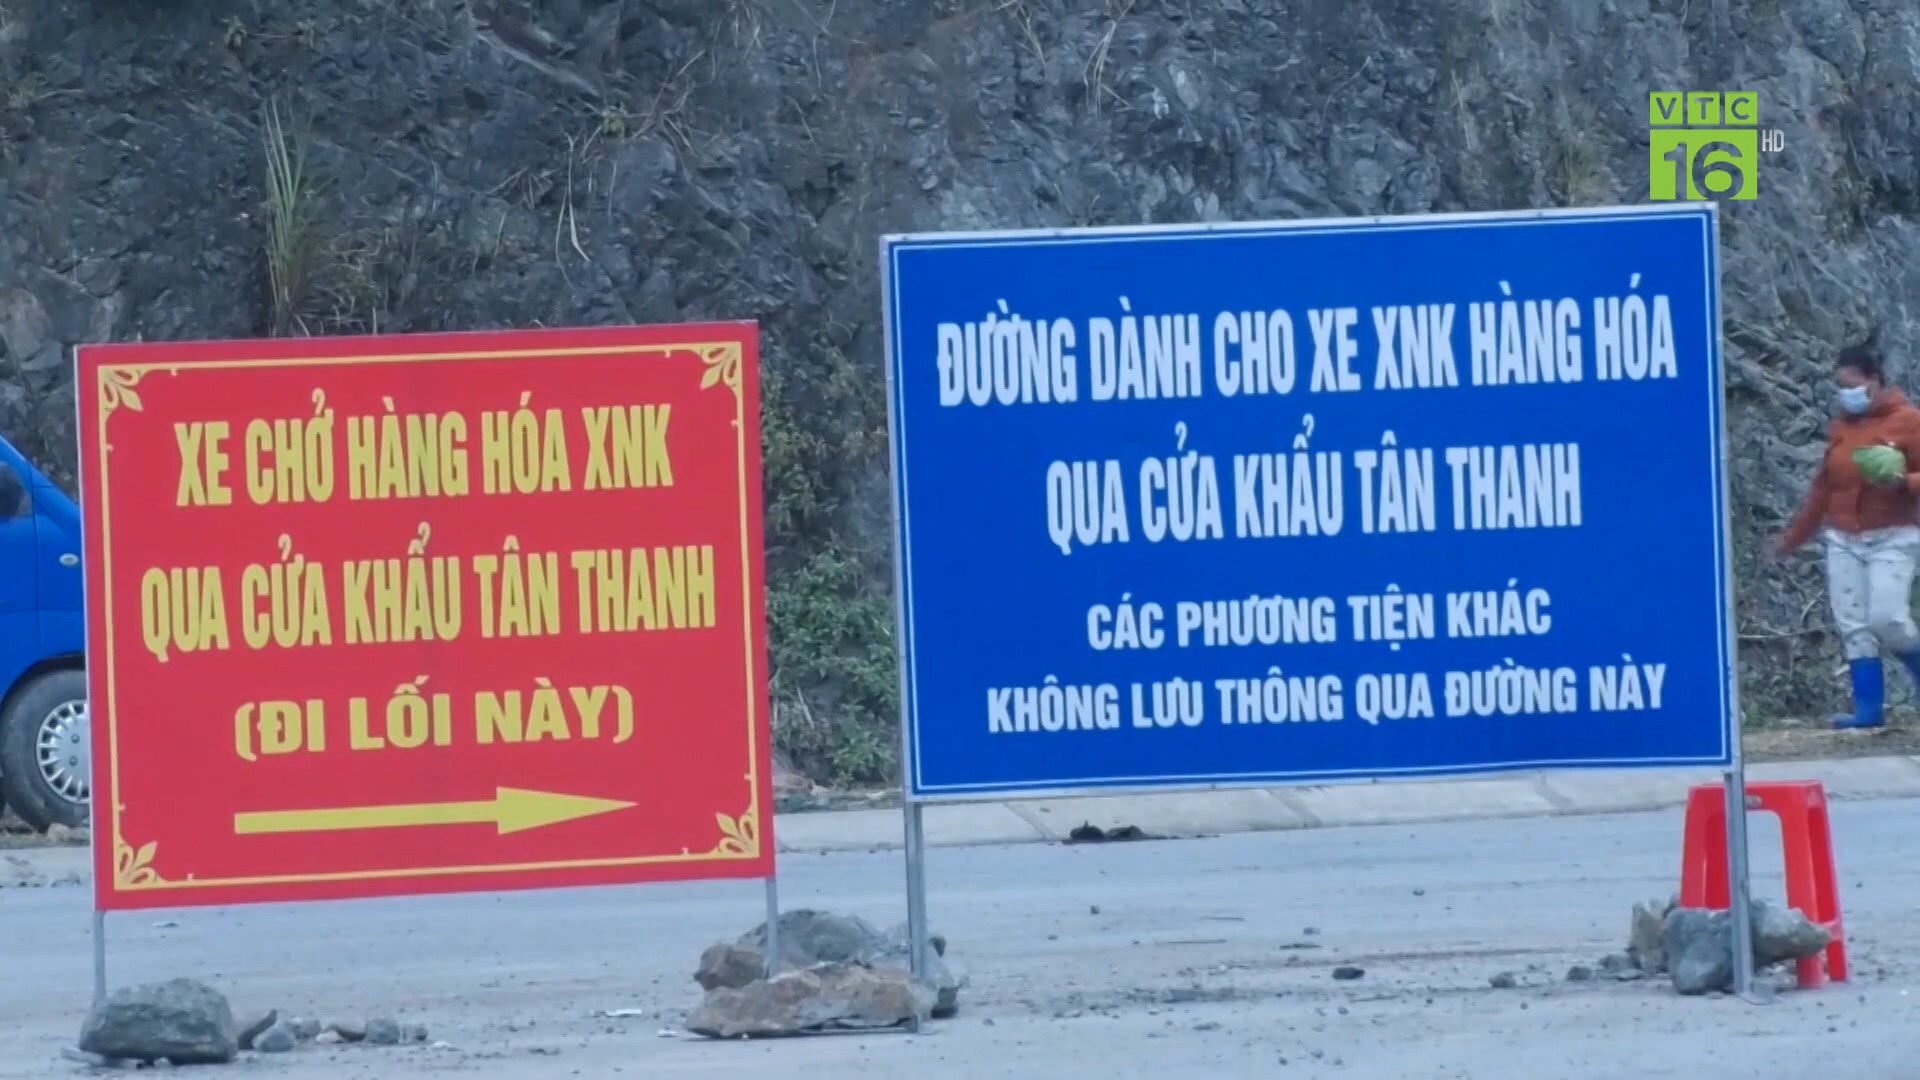 VTC
16 HD
XE CHỞ HÀNG HÓA XNK
QUA CỬA KHẨU TÂN THANH
(ĐI LỐI NÀY)
ĐƯỜNG DÀNH CHO XE XNK HÀNG HÓA
QUA CỬA KHẨU TÂN THANH
CÁC PHƯƠNG TIỆN KHÁC
KHÔNG LƯU THÔNG QUA ĐƯỜNG NÀY